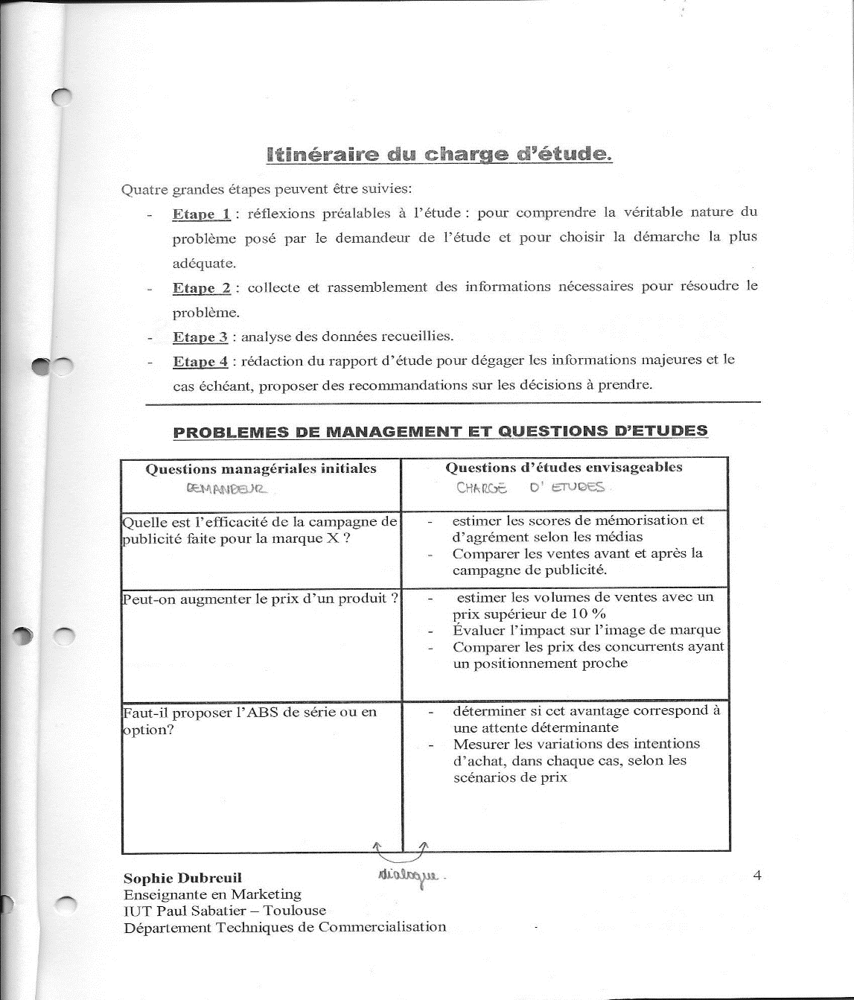 Itinéraire du charge d'étude.
Quatre grandes étapes peuvent être suivies:
- Etape 1 : réflexions préalables à l'étude : pour comprendre la véritable nature du
problème posé par le demandeur de l'étude et pour choisir la démarche la plus
adéquate.
- Etape 2 : collecte et rassemblement des informations nécessaires pour résoudre le
problème.
- Etape 3 : analyse des données recueillies.
- Etape 4 : rédaction du rapport d'étude pour dégager les informations majeures et le
cas échéant, proposer des recommandations sur les décisions à prendre.
PROBLEMES DE MANAGEMENT ET QUESTIONS D'ETUDES
Questions managériales initiales
DEMANDEUR
Questions d'études envisageables
CHARGÉ D'ETUDES.
Quelle est l'efficacité de la campagne de
publicité faite pour la marque X ?
- estimer les scores de mémorisation et
d'agrément selon les médias
- Comparer les ventes avant et après la
campagne de publicité.
Peut-on augmenter le prix d'un produit ?
- estimer les volumes de ventes avec un
prix supérieur de 10 %
- Évaluer l'impact sur l'image de marque
- Comparer les prix des concurrents ayant
un positionnement proche
Faut-il proposer l'ABS de série ou en
option?
- déterminer si cet avantage correspond à
une attente déterminante
- Mesurer les variations des intentions
d'achat, dans chaque cas, selon les
scénarios de prix
dialogue.
Sophie Dubreuil
Enseignante en Marketing
IUT Paul Sabatier – Toulouse
Département Techniques de Commercialisation
4